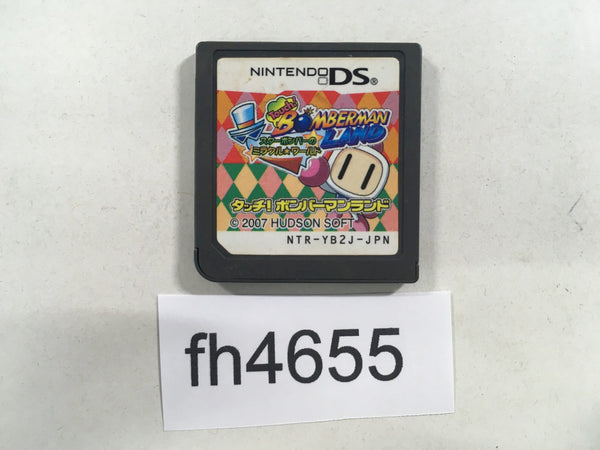 NINTENDO DS®
Touch! BOMBERMAN
LAND
スターボンバーの
ミラクル★ワールド
タッチ!ボンバーマンランド
© 2007 HUDSON SOFT
NTR-YB2J-JPN
fh4655